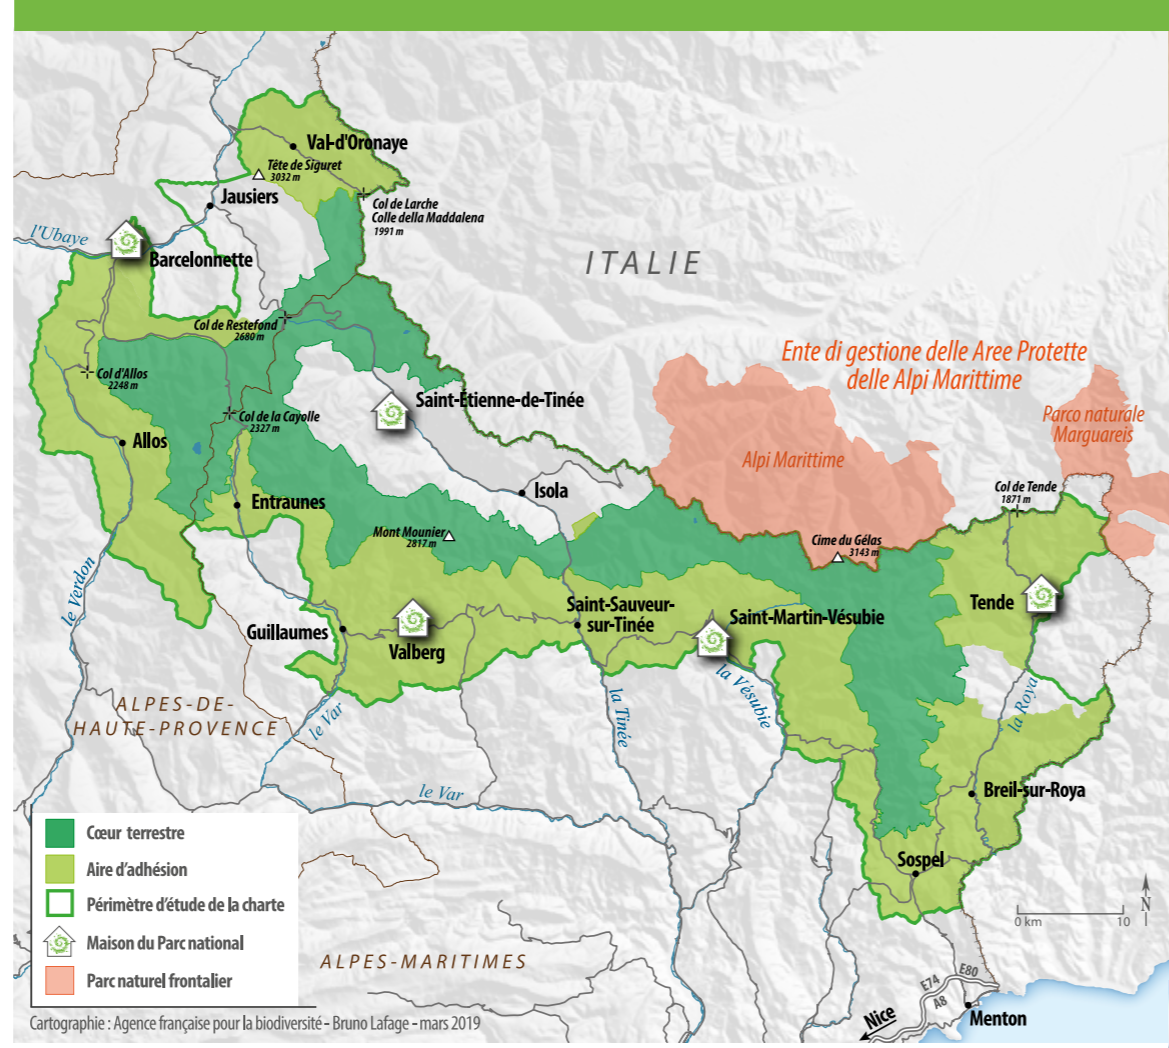 Val-d'Oronaye
Tête de Siguret
3032 m
Jausiers
Col de Larche
Colle della Maddalena
1991 m
l'Ubaye
Barcelonnette
ITALIE
Col de Restefond
2680 m
Ente di gestione delle Aree Protette
delle Alpi Marittime
Col d'Allos
2248 m
Saint-Étienne-de-Tinée
Parco naturale
Marguareis
Col de la Cayolle
2327 m
Allos
Alpi Marittime
Isola
Col de Tende
1871 m
Entraunes
Mont Mounier
2817 m
Cime du Gélas
3143 m
le Verdon
Tende
Saint-Sauveur-
sur-Tinée
Saint-Martin-Vésubie
Guillaumes
Valberg
la Vésubie
la Tinée
la Roya
ALPES-DE-
HAUTE-PROVENCE
le Var
le Var
Breil-sur-Roya
Sospel
Cœur terrestre
Aire d'adhésion
Périmètre d'étude de la charte
Maison du Parc national
Parc naturel frontalier
N
0 km 10
ALPES-MARITIMES
E74
E80
A8
Nice
Menton
Cartographie : Agence française pour la biodiversité - Bruno Lafage - mars 2019